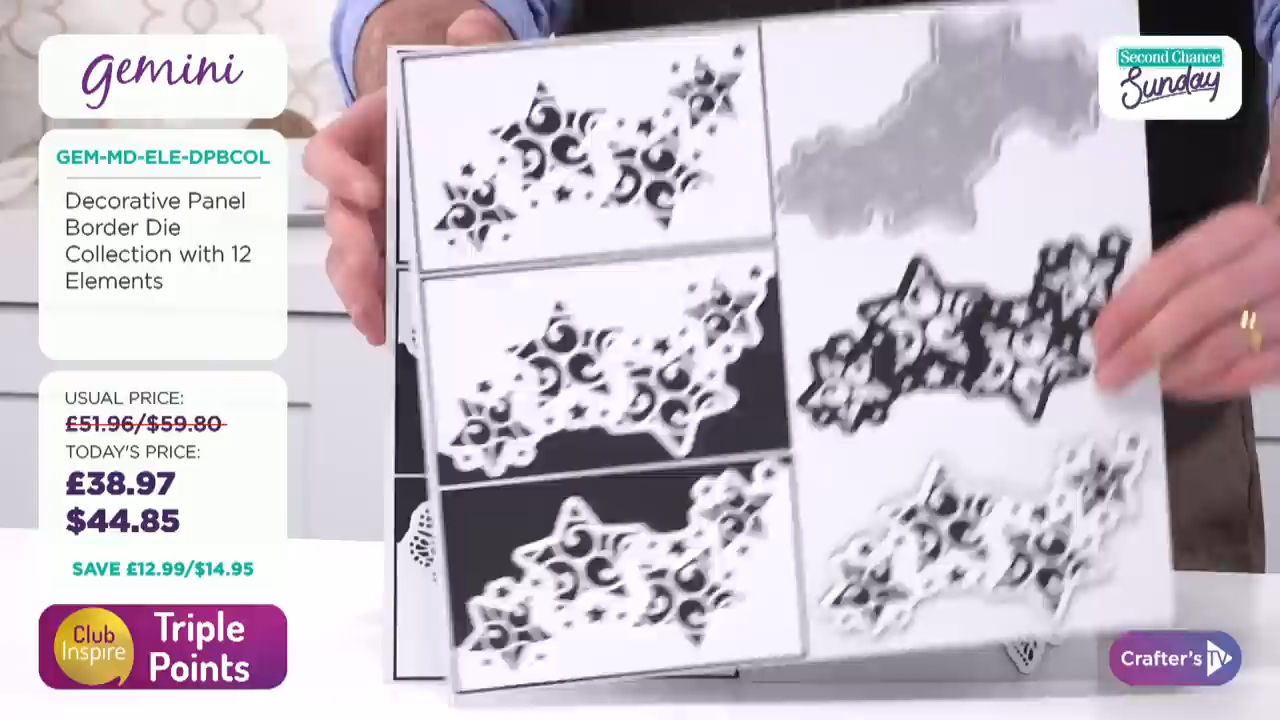 gemini
GEM-MD-ELE-DPBCOL
Decorative Panel
Border Die
Collection with 12
Elements
USUAL PRICE:
£51.96/$59.80
TODAY'S PRICE:
£38.97
$44.85
SAVE £12.99/$14.95
Club
Inspire
Triple
Points
Second Chance
Sunday
Crafter's TV